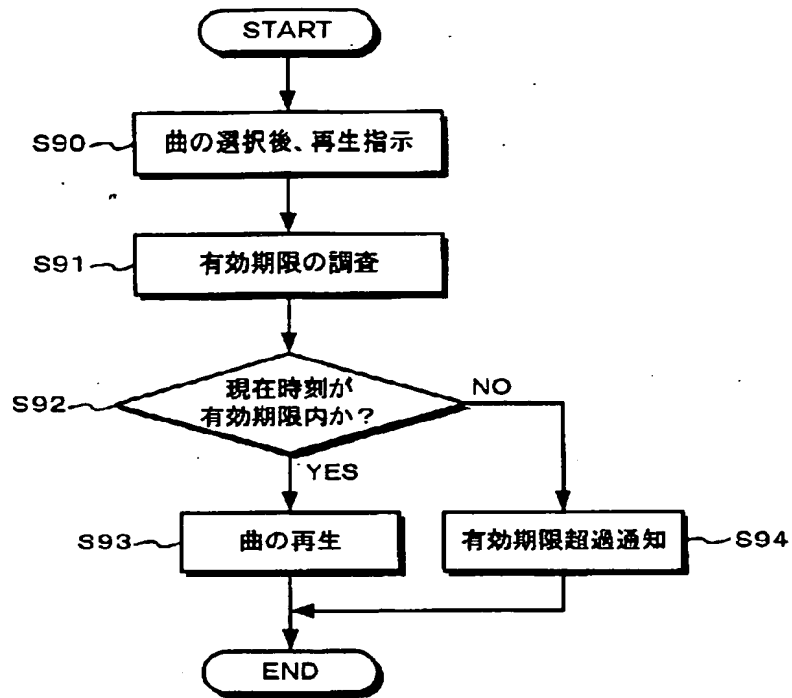 START
S90
曲の選択後、再生指示
S91
有効期限の調査
S92
現在時刻が
有効期限内か?
NO
YES
S93
曲の再生
有効期限超過通知
S94
END